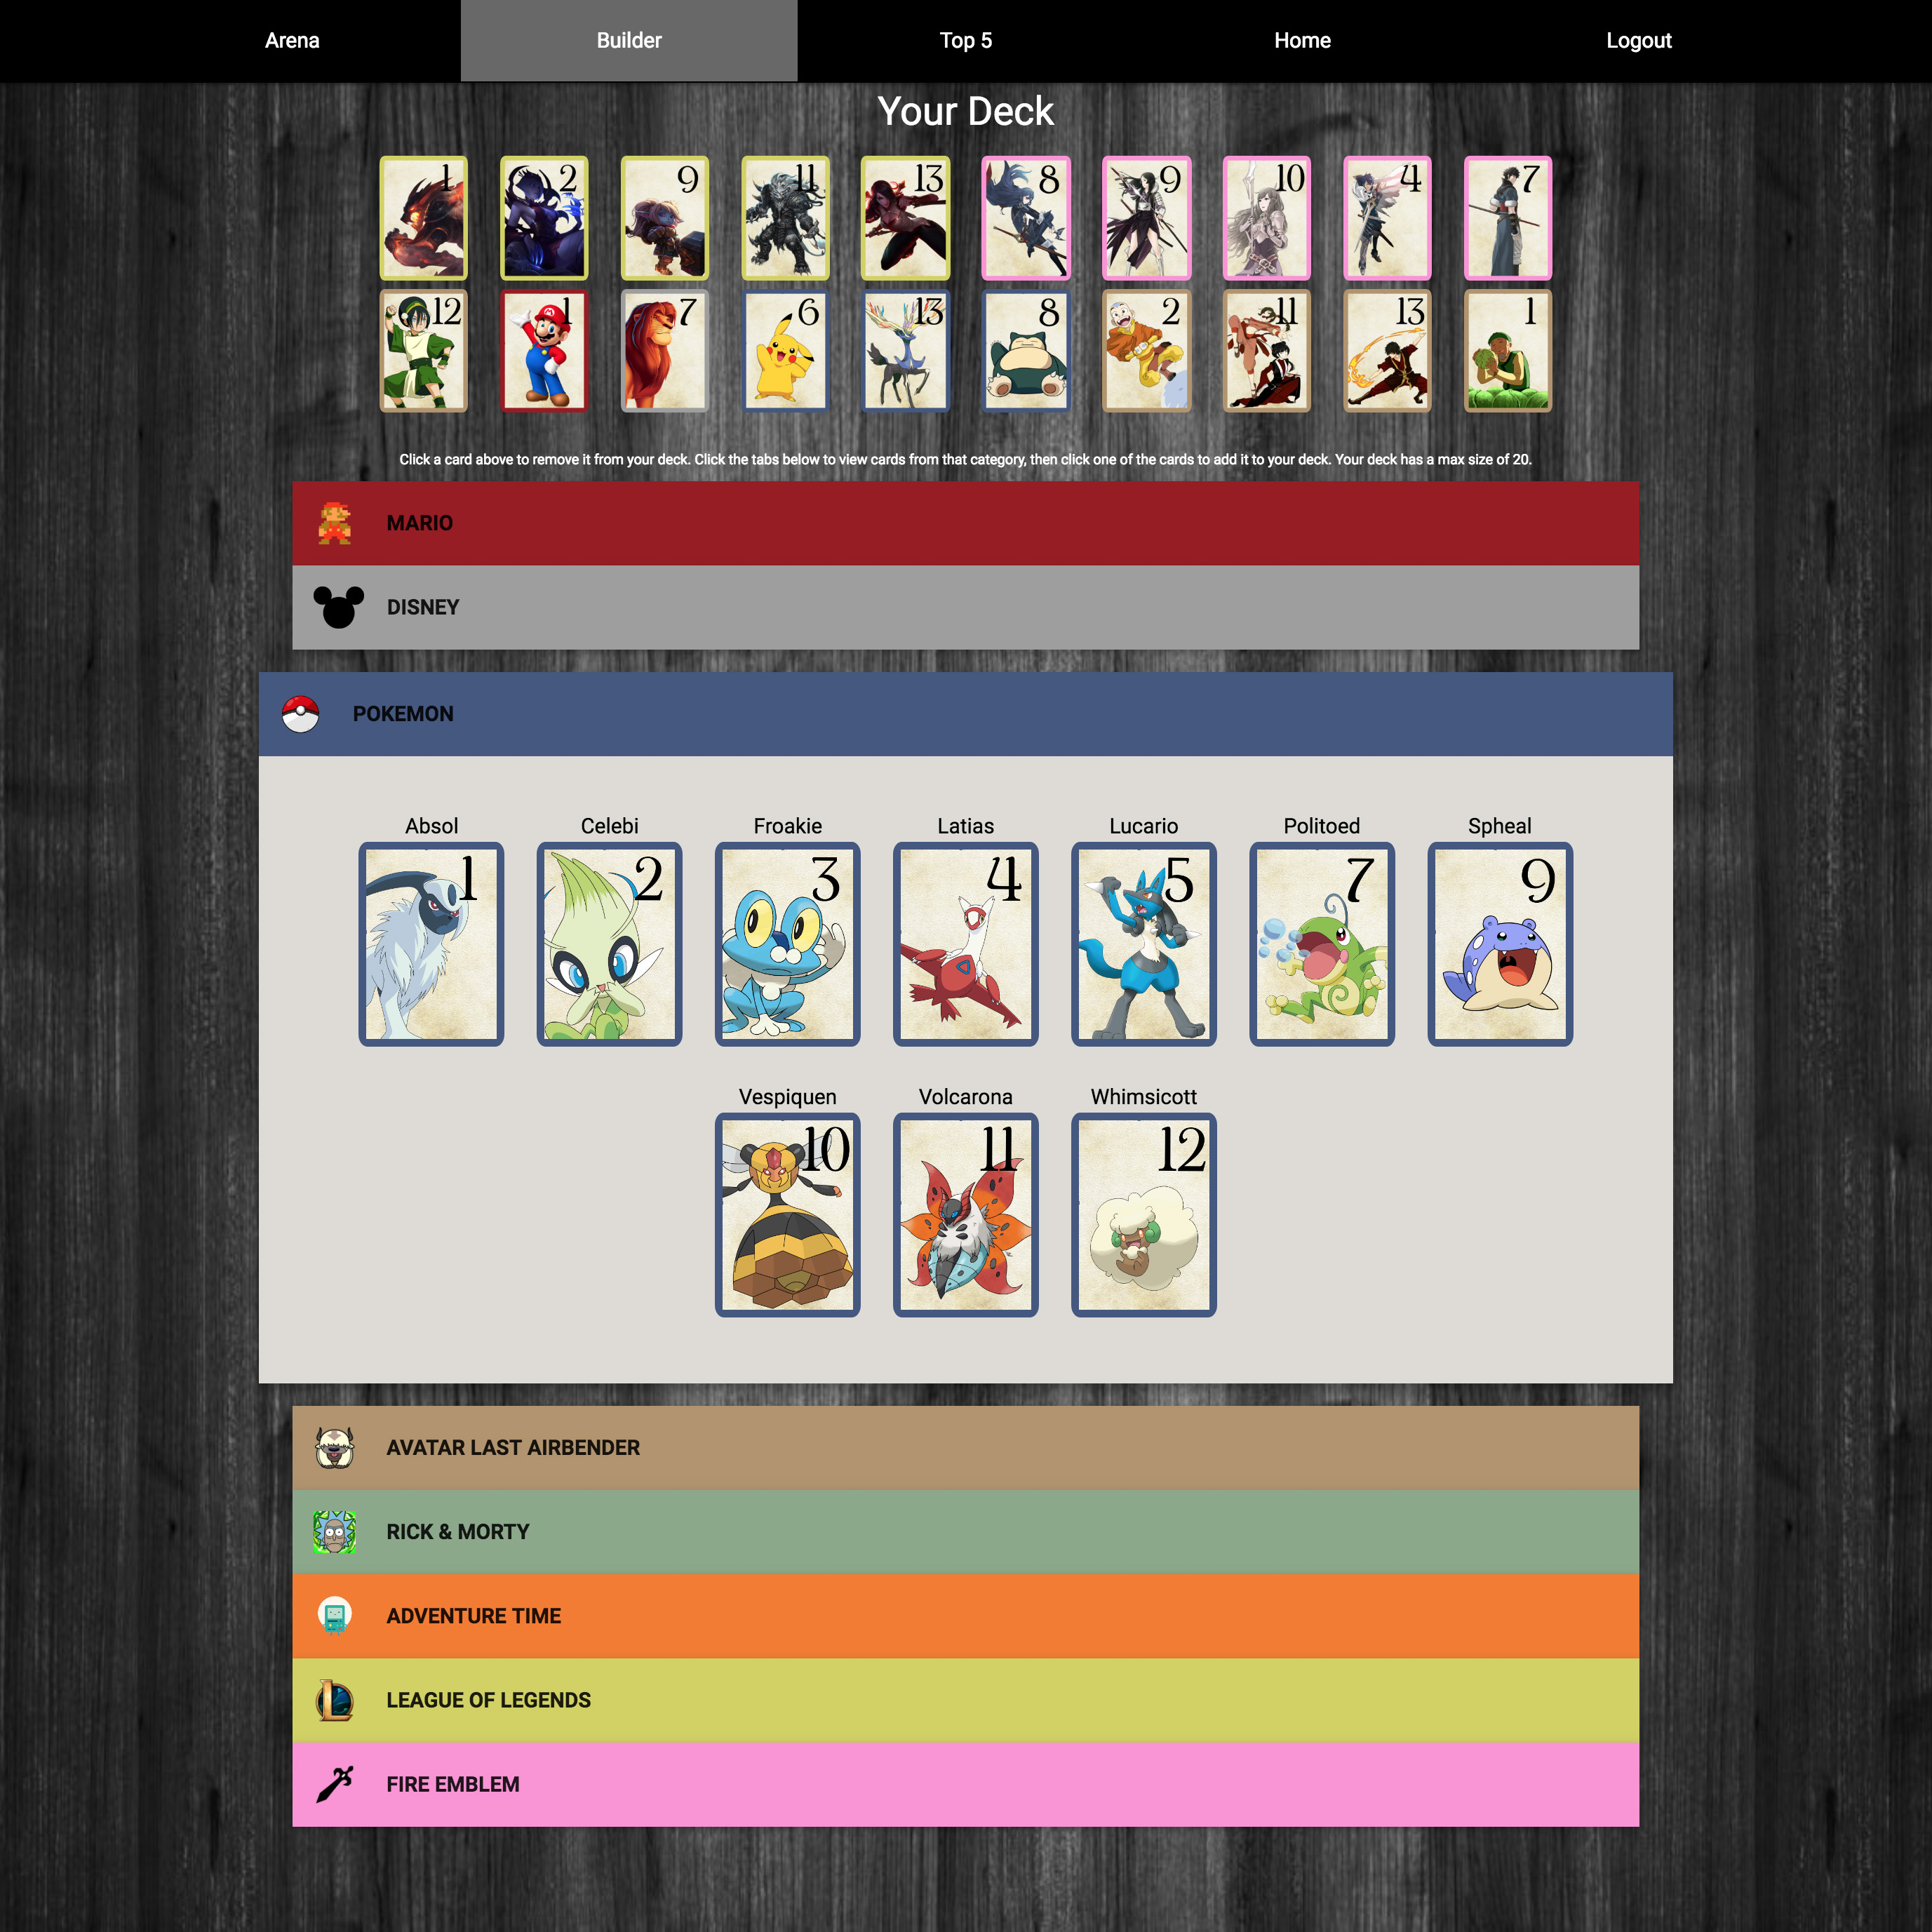 Arena Builder Top 5 Home Logout
Your Deck
1 2 9 11 13 8 9 10 4 7
12 1 7 6 13 8 2 11 13 1
Click a card above to remove it from your deck. Click the tabs below to view cards from that category, then click one of the cards to add it to your deck. Your deck has a max size of 20.
MARIO
DISNEY
POKEMON
Absol Celebi Froakie Latias Lucario Politoed Spheal
1 2 3 4 5 7 9
Vespiquen Volcarona Whimsicott
10 11 12
AVATAR LAST AIRBENDER
RICK & MORTY
ADVENTURE TIME
LEAGUE OF LEGENDS
FIRE EMBLEM